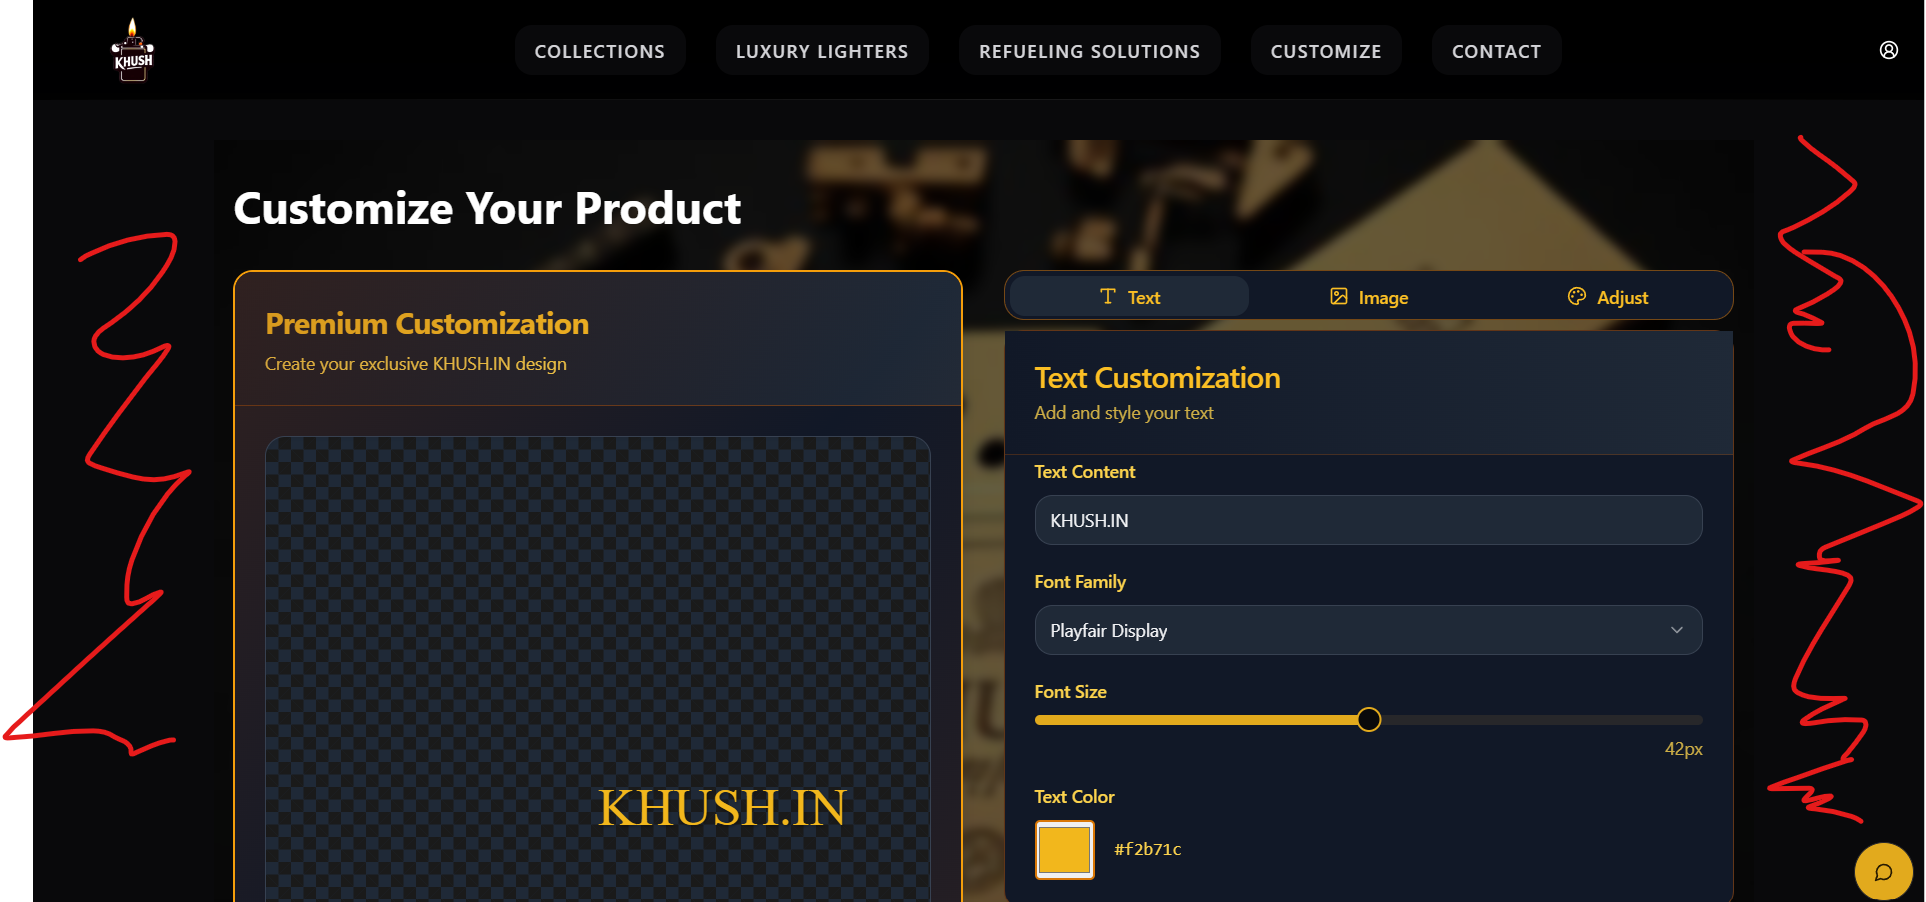 KHUSH
COLLECTIONS
LUXURY LIGHTERS
REFUELING SOLUTIONS
CUSTOMIZE
CONTACT
Customize Your Product
Premium Customization
Create your exclusive KHUSH.IN design
KHUSH.IN
Text
Image
Adjust
Text Customization
Add and style your text
Text Content
KHUSH.IN
Font Family
Playfair Display
Font Size
42px
Text Color
#f2b71c